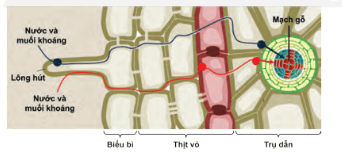 Nước và
muối khoáng
Mạch gỗ
Lông hút
Nước và
muối khoáng
Biểu bì
Thịt vỏ
Trụ dẫn